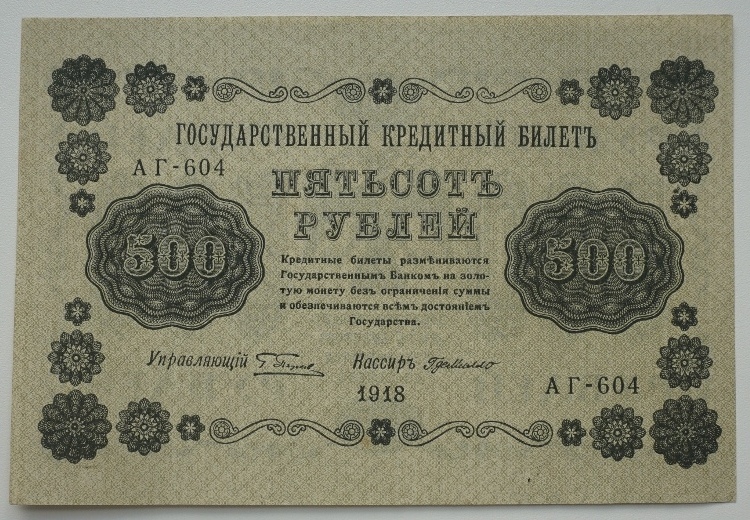 ГОСУДАРСТВЕННЫЙ КРЕДИТНЫЙ БИЛЕТЪ
АГ-604
ПЯТЬСОТЪ
РУБЛЕЙ
500
500
Кредитные билеты размѣниваются
Государственнымъ Банкомъ на золо-
тую монету безъ ограниченія суммы
и обезпечиваются всѣмъ достояніемъ
Государства.
Управляющій
Кассиръ
1918
АГ-604